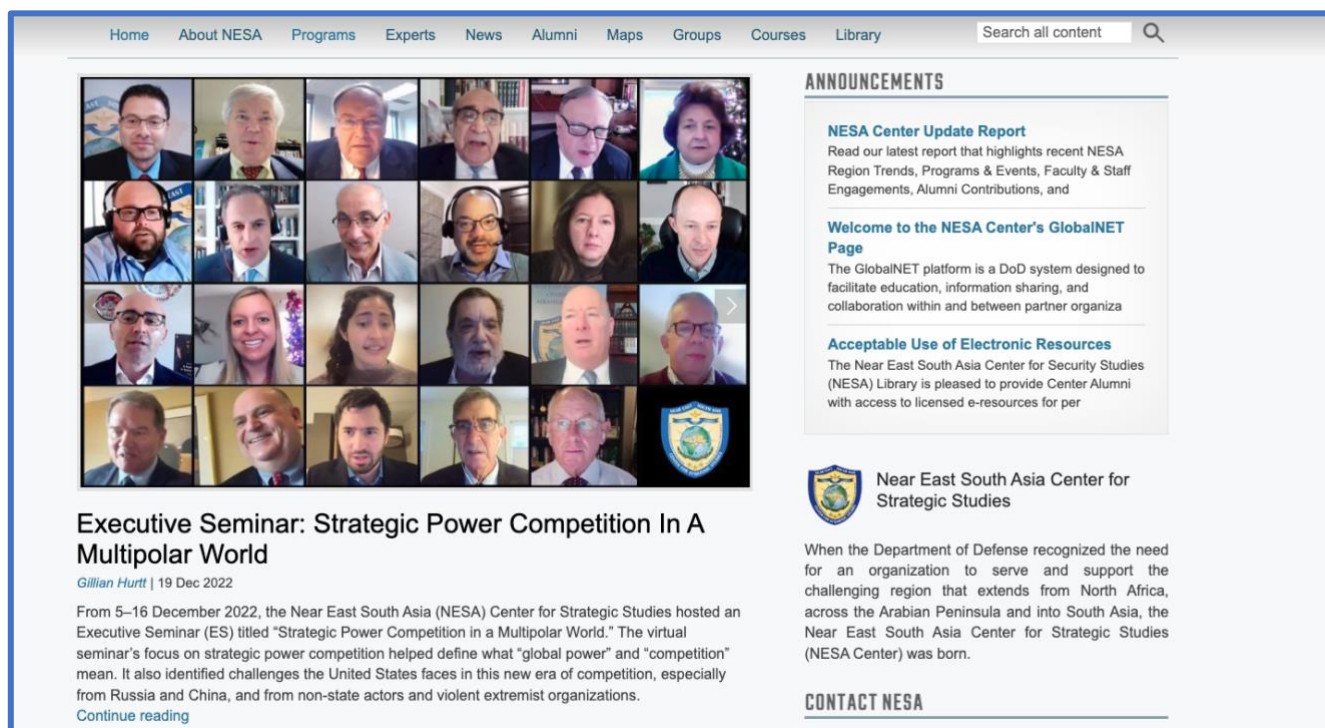 Home About NESA Programs Experts News Alumni Maps Groups Courses Library Search all content
Executive Seminar: Strategic Power Competition In A
Multipolar World
Gillian Hurtt | 19 Dec 2022
From 5–16 December 2022, the Near East South Asia (NESA) Center for Strategic Studies hosted an
Executive Seminar (ES) titled “Strategic Power Competition in a Multipolar World.” The virtual
seminar’s focus on strategic power competition helped define what “global power” and “competition”
mean. It also identified challenges the United States faces in this new era of competition, especially
from Russia and China, and from non-state actors and violent extremist organizations.
Continue reading
ANNOUNCEMENTS
NESA Center Update Report
Read our latest report that highlights recent NESA
Region Trends, Programs & Events, Faculty & Staff
Engagements, Alumni Contributions, and
Welcome to the NESA Center's GlobalNET
Page
The GlobalNET platform is a DoD system designed to
facilitate education, information sharing, and
collaboration within and between partner organiza
Acceptable Use of Electronic Resources
The Near East South Asia Center for Security Studies
(NESA) Library is pleased to provide Center Alumni
with access to licensed e-resources for per
Near East South Asia Center for
Strategic Studies
When the Department of Defense recognized the need
for an organization to serve and support the
challenging region that extends from North Africa,
across the Arabian Peninsula and into South Asia, the
Near East South Asia Center for Strategic Studies
(NESA Center) was born.
CONTACT NESA